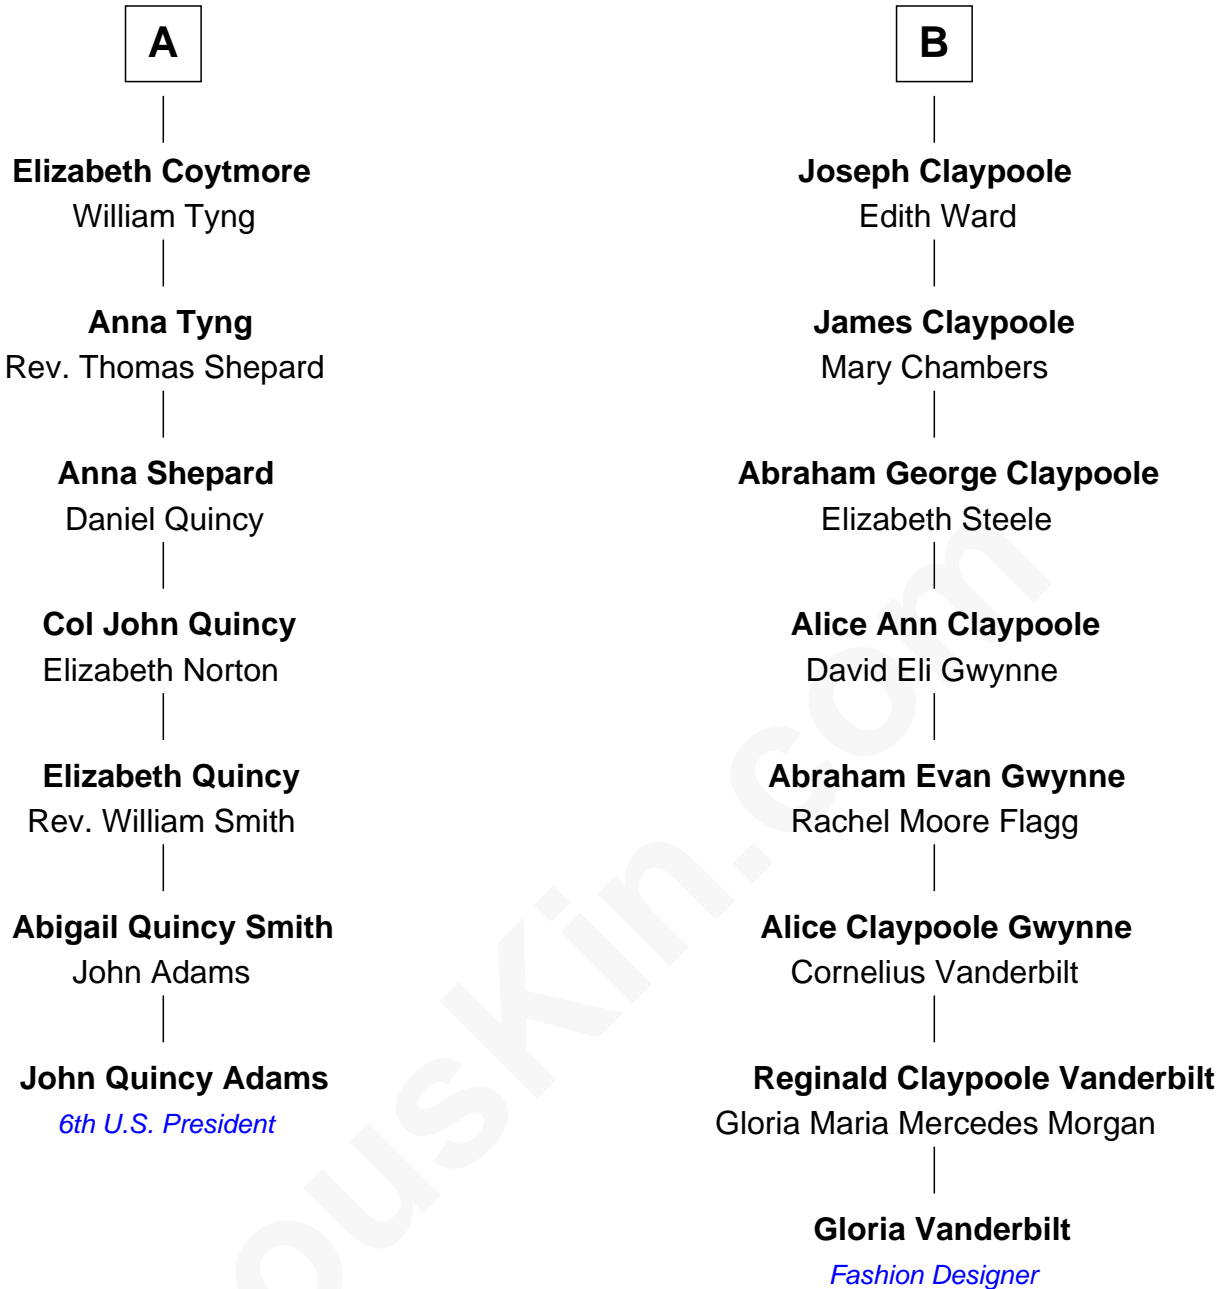 A
Elizabeth Coytmore
William Tyng
Anna Tyng
Rev. Thomas Shepard
Anna Shepard
Daniel Quincy
Col John Quincy
Elizabeth Norton
Elizabeth Quincy
Rev. William Smith
Abigail Quincy Smith
John Adams
John Quincy Adams
6th U.S. President
B
Joseph Claypoole
Edith Ward
James Claypoole
Mary Chambers
Abraham George Claypoole
Elizabeth Steele
Alice Ann Claypoole
David Eli Gwynne
Abraham Evan Gwynne
Rachel Moore Flagg
Alice Claypoole Gwynne
Cornelius Vanderbilt
Reginald Claypoole Vanderbilt
Gloria Maria Mercedes Morgan
Gloria Vanderbilt
Fashion Designer
ousKin.com